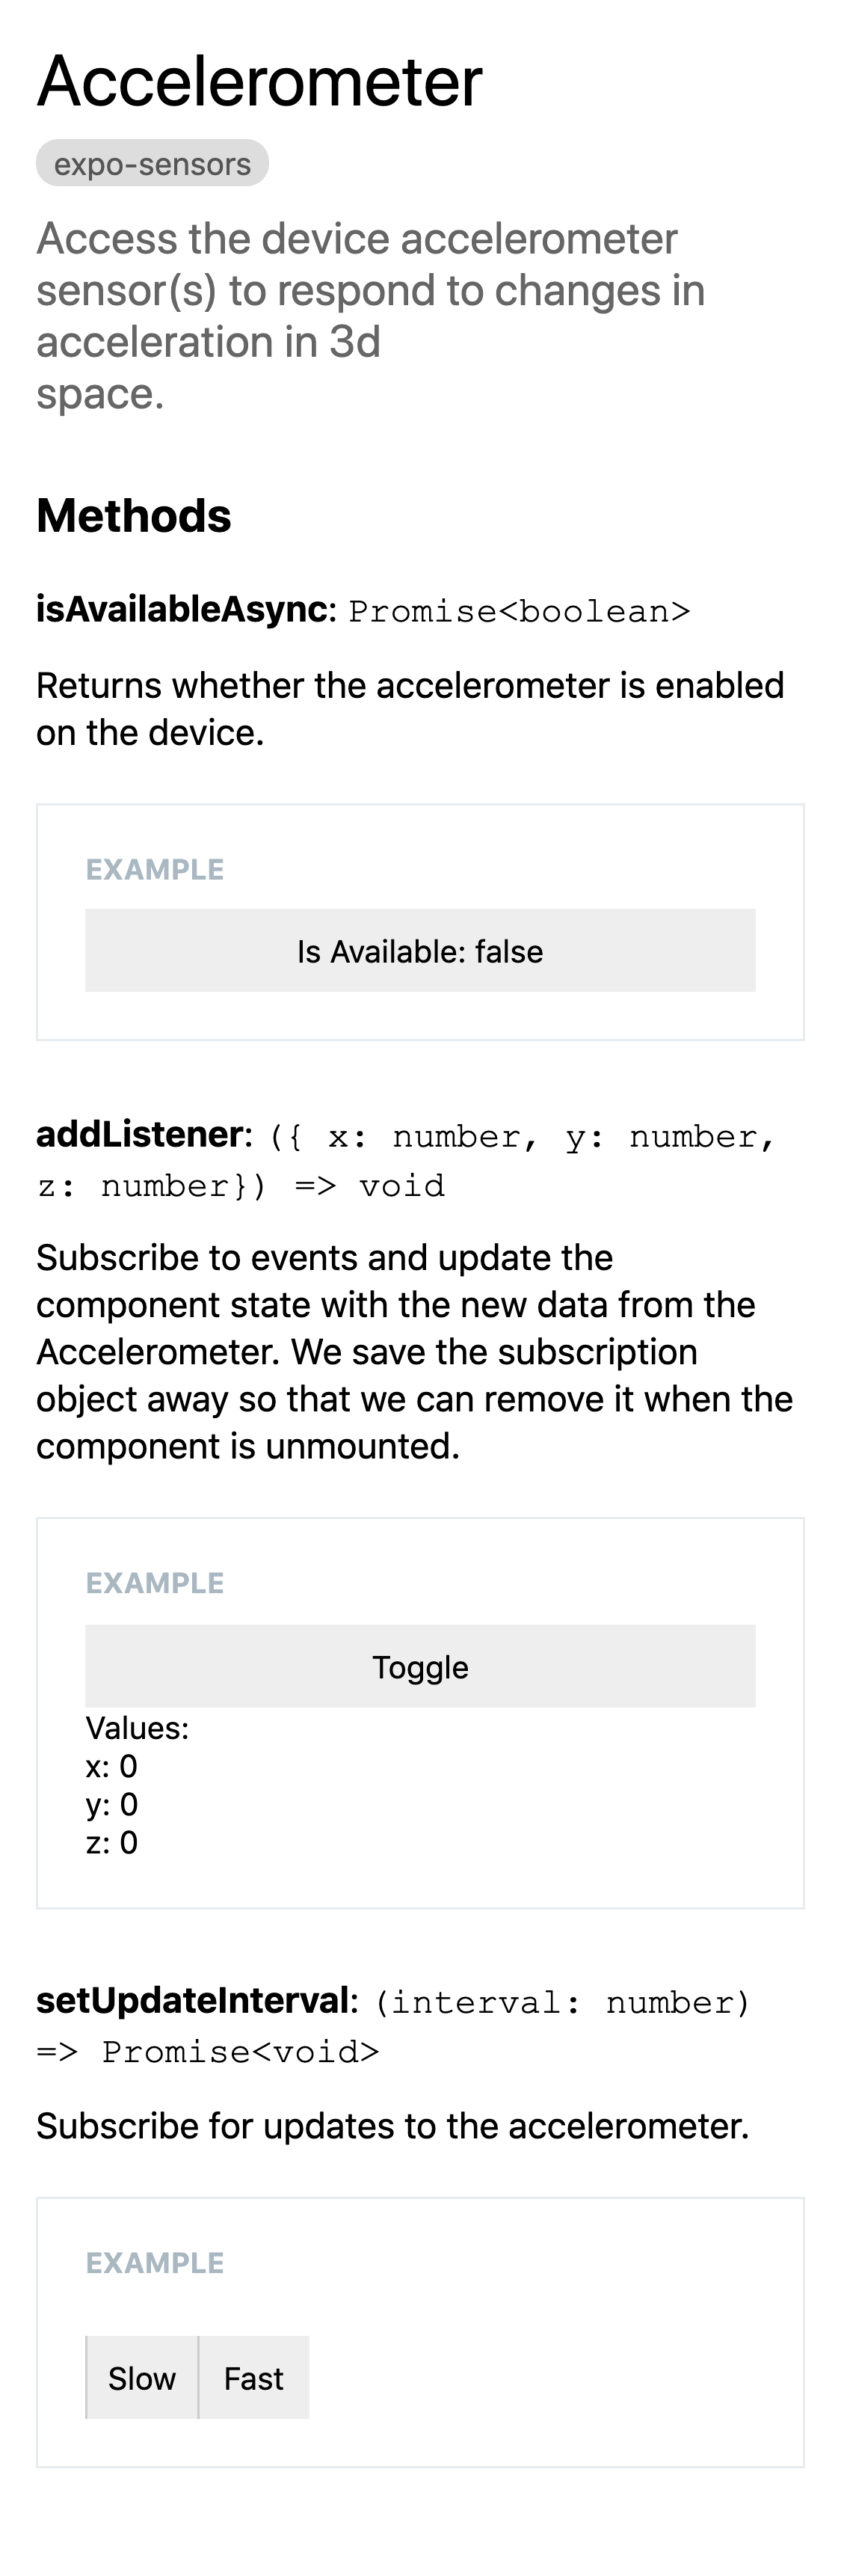 Accelerometer
expo-sensors
Access the device accelerometer
sensor(s) to respond to changes in
acceleration in 3d
space.
Methods
isAvailableAsync: Promise<boolean>
Returns whether the accelerometer is enabled
on the device.
EXAMPLE
Is Available: false
addListener: ({ x: number, y: number,
z: number}) => void
Subscribe to events and update the
component state with the new data from the
Accelerometer. We save the subscription
object away so that we can remove it when the
component is unmounted.
EXAMPLE
Toggle
Values:
x: 0
y: 0
z: 0
setUpdateInterval: (interval: number)
=> Promise<void>
Subscribe for updates to the accelerometer.
EXAMPLE
Slow Fast